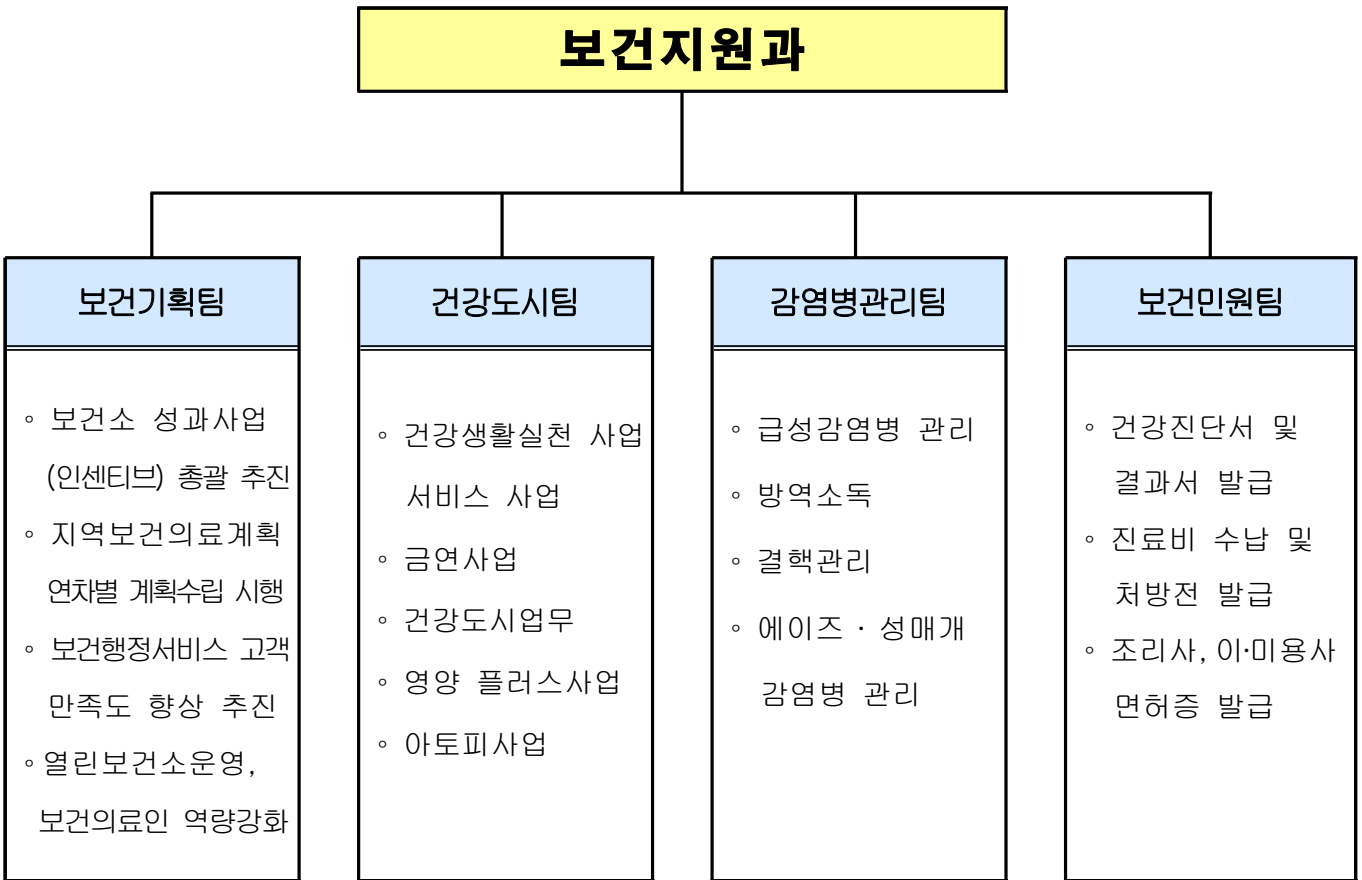 보건지원과
보건기획팀
◦ 보건소 성과사업
(인센티브) 총괄 추진
◦ 지역보건의료계획
연차별 계획수립 시행
◦ 보건행정서비스 고객
만족도 향상 추진
◦ 열린보건소운영,
보건의료인 역량강화
건강도시팀
◦ 건강생활실천 사업
서비스 사업
◦ 금연사업
◦ 건강도시업무
◦ 영양 플러스사업
◦ 아토피사업
감염병관리팀
◦ 급성감염병 관리
◦ 방역소독
◦ 결핵관리
◦ 에이즈 · 성매개
감염병 관리
보건민원팀
◦ 건강진단서 및
결과서 발급
◦ 진료비 수납 및
처방전 발급
◦ 조리사, 이·미용사
면허증 발급